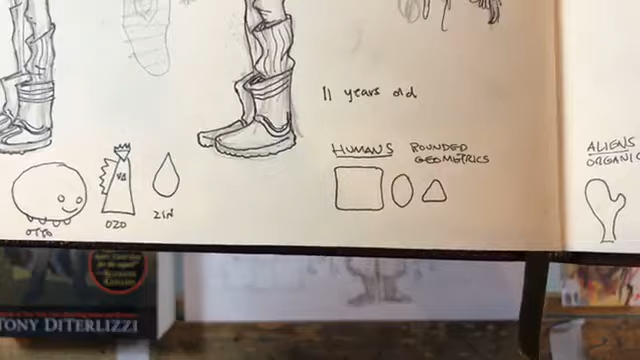 11 years old
HUMANS
ROUNDED
GEOMETRICS
ALIENS
ORGANIC
OTTO
OZO
ZIN
TONY DITERLIZZI